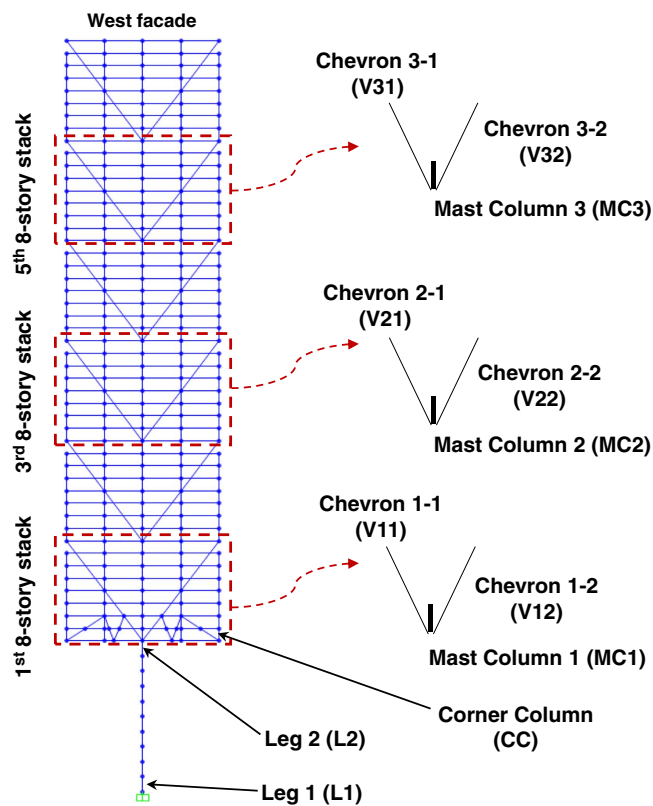 West facade
5th 8-story stack
Chevron 3-1
(V31)
Chevron 3-2
(V32)
Mast Column 3 (MC3)
3rd 8-story stack
Chevron 2-1
(V21)
Chevron 2-2
(V22)
Mast Column 2 (MC2)
1st 8-story stack
Chevron 1-1
(V11)
Chevron 1-2
(V12)
Mast Column 1 (MC1)
Corner Column
(CC)
Leg 2 (L2)
Leg 1 (L1)